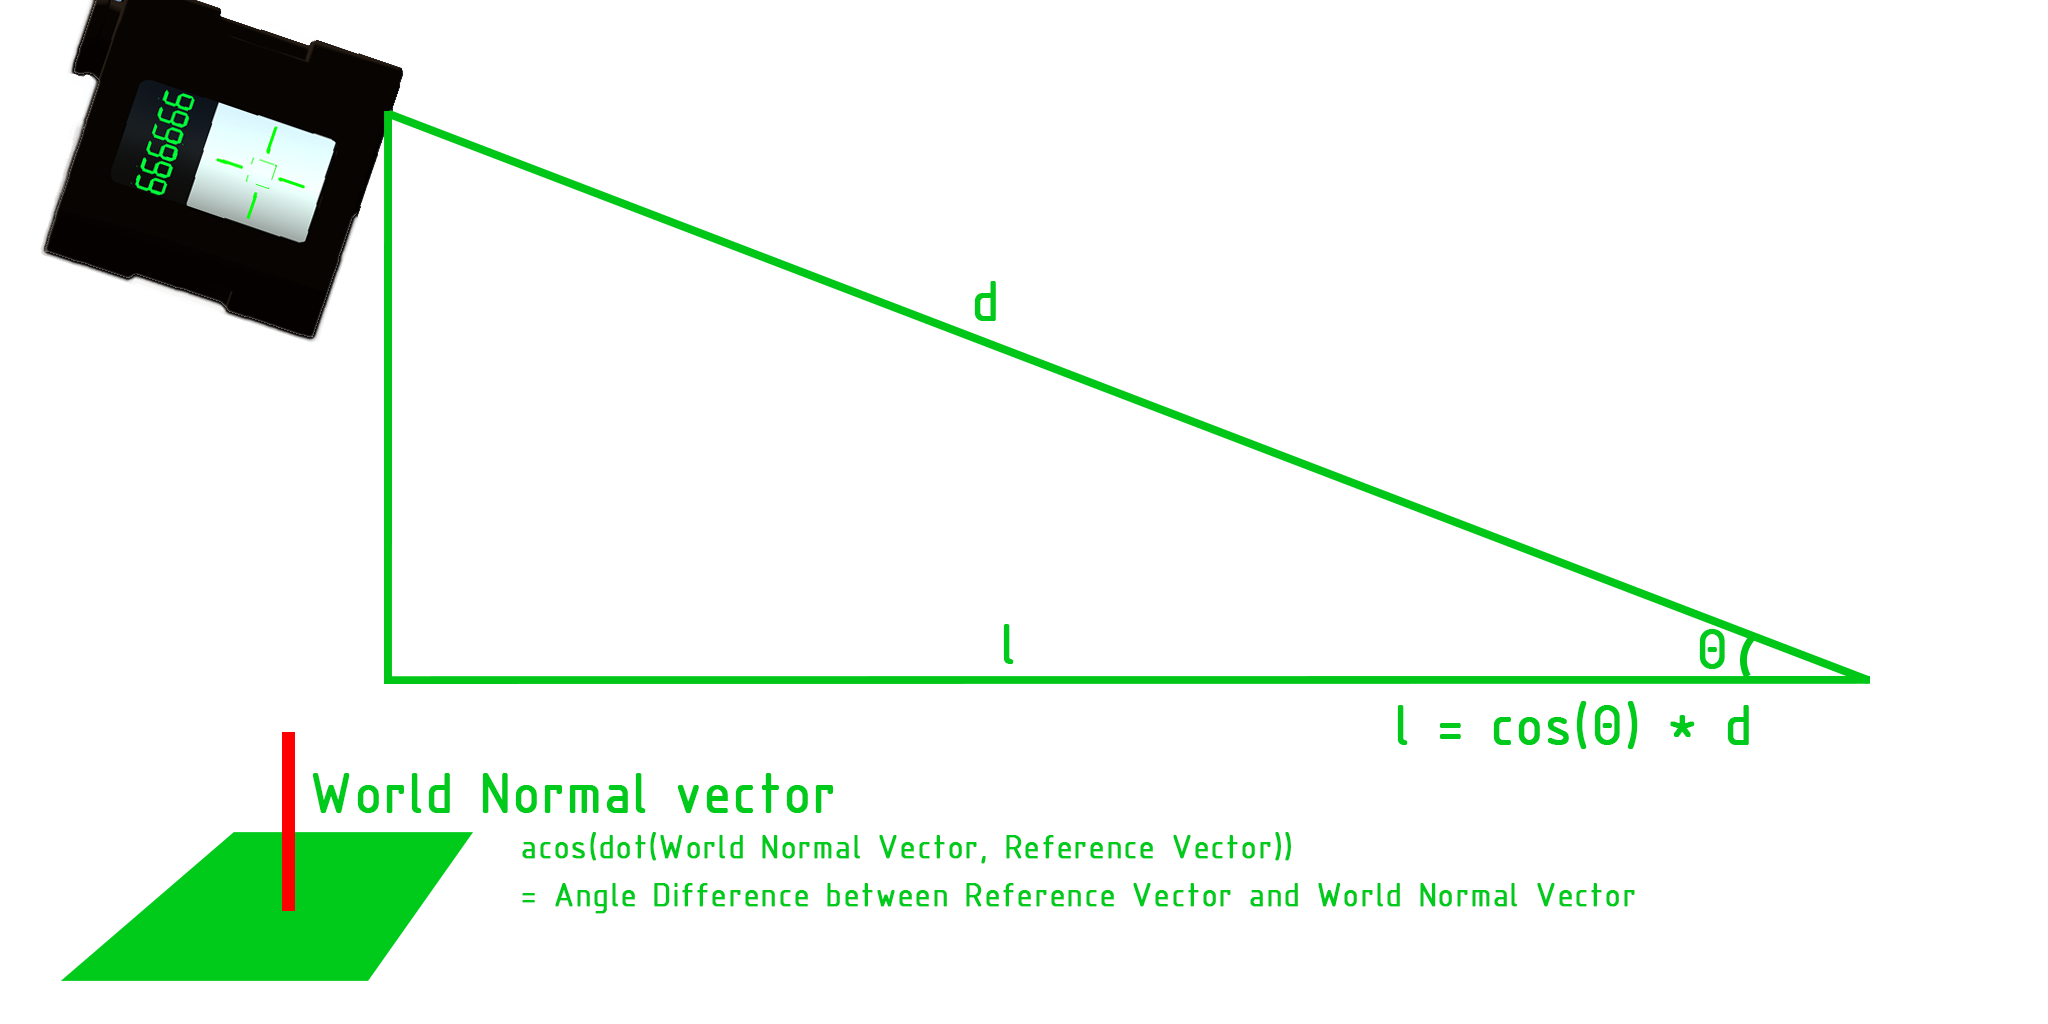 666666
d
l
θ
l = cos(θ) * d
World Normal vector
acos(dot(World Normal Vector, Reference Vector))
= Angle Difference between Reference Vector and World Normal Vector